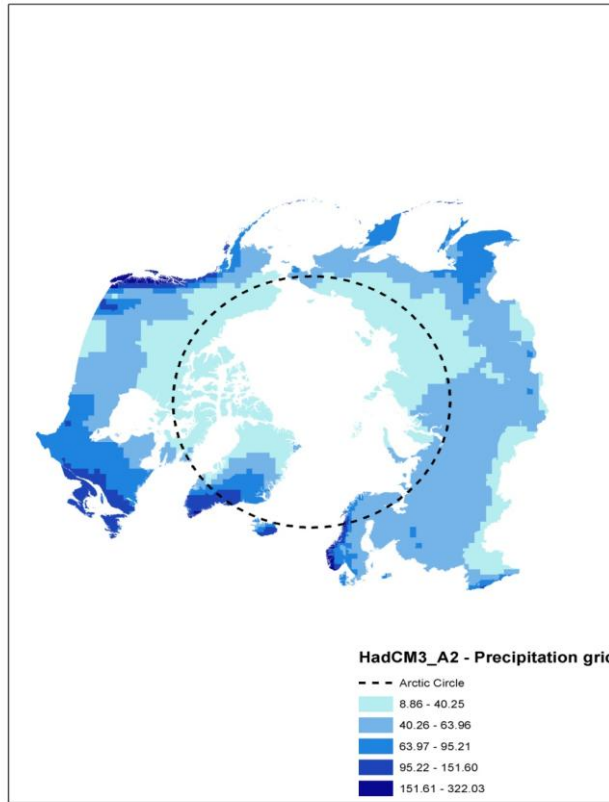 HadCM3_A2 - Precipitation grid
Arctic Circle
8.86 - 40.25
40.26 - 63.96
63.97 - 95.21
95.22 - 151.60
151.61 - 322.03